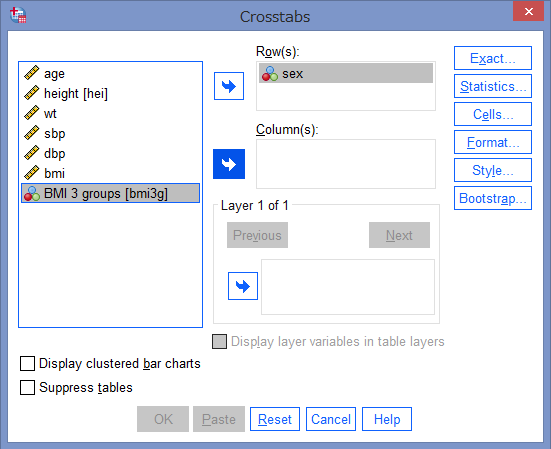 Crosstabs
age
height [hei]
wt
sbp
dbp
bmi
BMI 3 groups [bmi3g]
Row(s):
sex
Column(s):
Layer 1 of 1
Previous
Next
Display layer variables in table layers
Exact...
Statistics...
Cells...
Format...
Style...
Bootstrap...
Display clustered bar charts
Suppress tables
OK
Paste
Reset
Cancel
Help